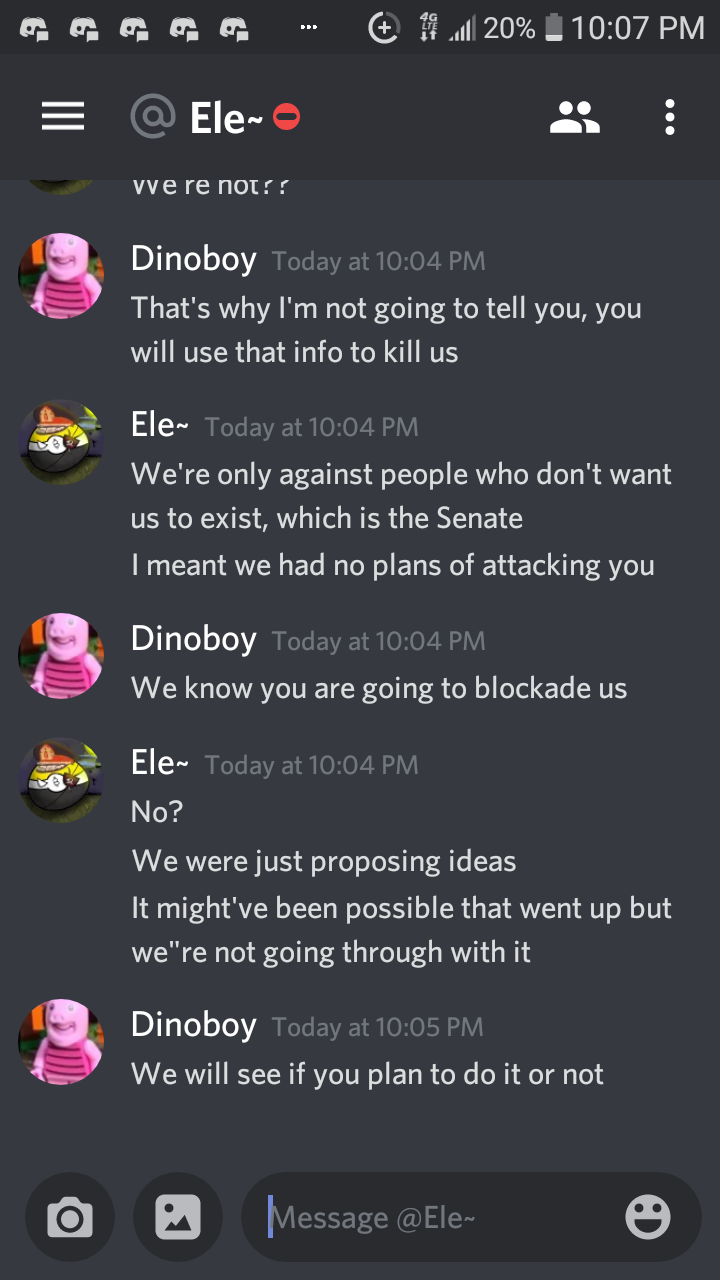 4G
LTE
20%
10:07 PM
@ Ele~
We're not??
Dinoboy Today at 10:04 PM
That's why I'm not going to tell you, you
will use that info to kill us
Ele~ Today at 10:04 PM
We're only against people who don't want
us to exist, which is the Senate
I meant we had no plans of attacking you
Dinoboy Today at 10:04 PM
We know you are going to blockade us
Ele~ Today at 10:04 PM
No?
We were just proposing ideas
It might've been possible that went up but
we"re not going through with it
Dinoboy Today at 10:05 PM
We will see if you plan to do it or not
Message @Ele~